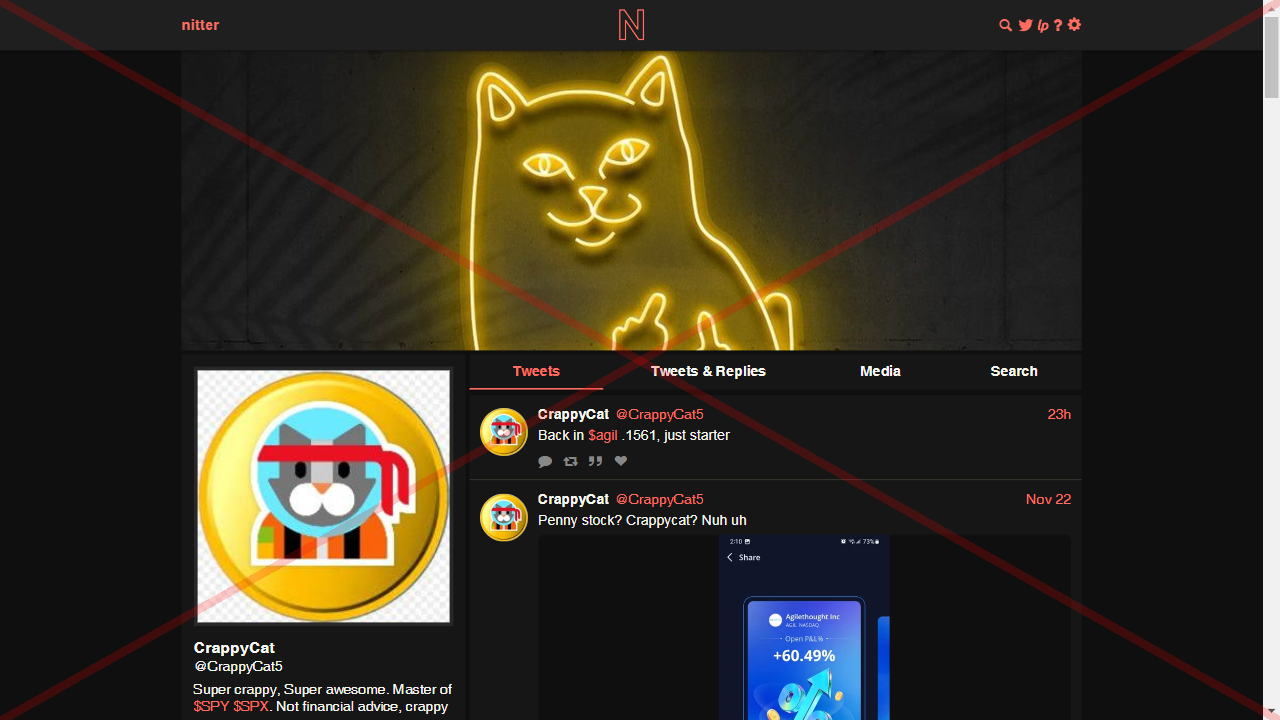 nitter
N
lp ?
Tweets
Tweets & Replies
Media
Search
CrappyCat @CrappyCat5 23h
Back in $agil .1561, just starter
CrappyCat @CrappyCat5 Nov 22
Penny stock? Crappycat? Nuh uh
2:10
73%
Share
Agilethought Inc
AGIL NASDAQ
Open P&L%
+60.49%
CrappyCat
@CrappyCat5
Super crappy, Super awesome. Master of
$SPY $SPX. Not financial advice, crappy